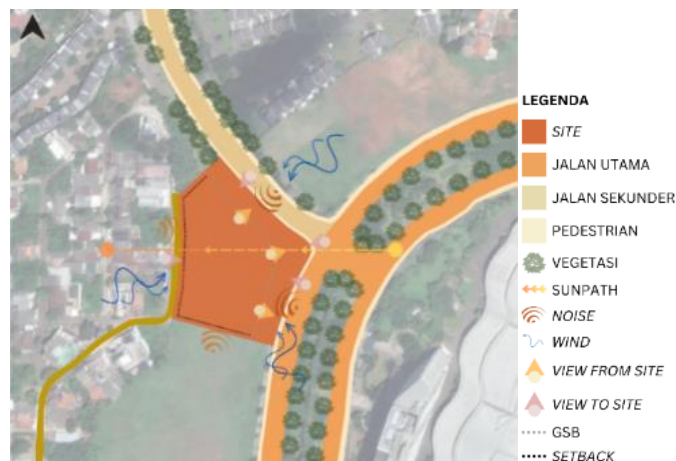 LEGENDA
SITE
JALAN UTAMA
JALAN SEKUNDER
PEDESTRIAN
VEGETASI
SUNPATH
NOISE
WIND
VIEW FROM SITE
VIEW TO SITE
GSB
SETBACK